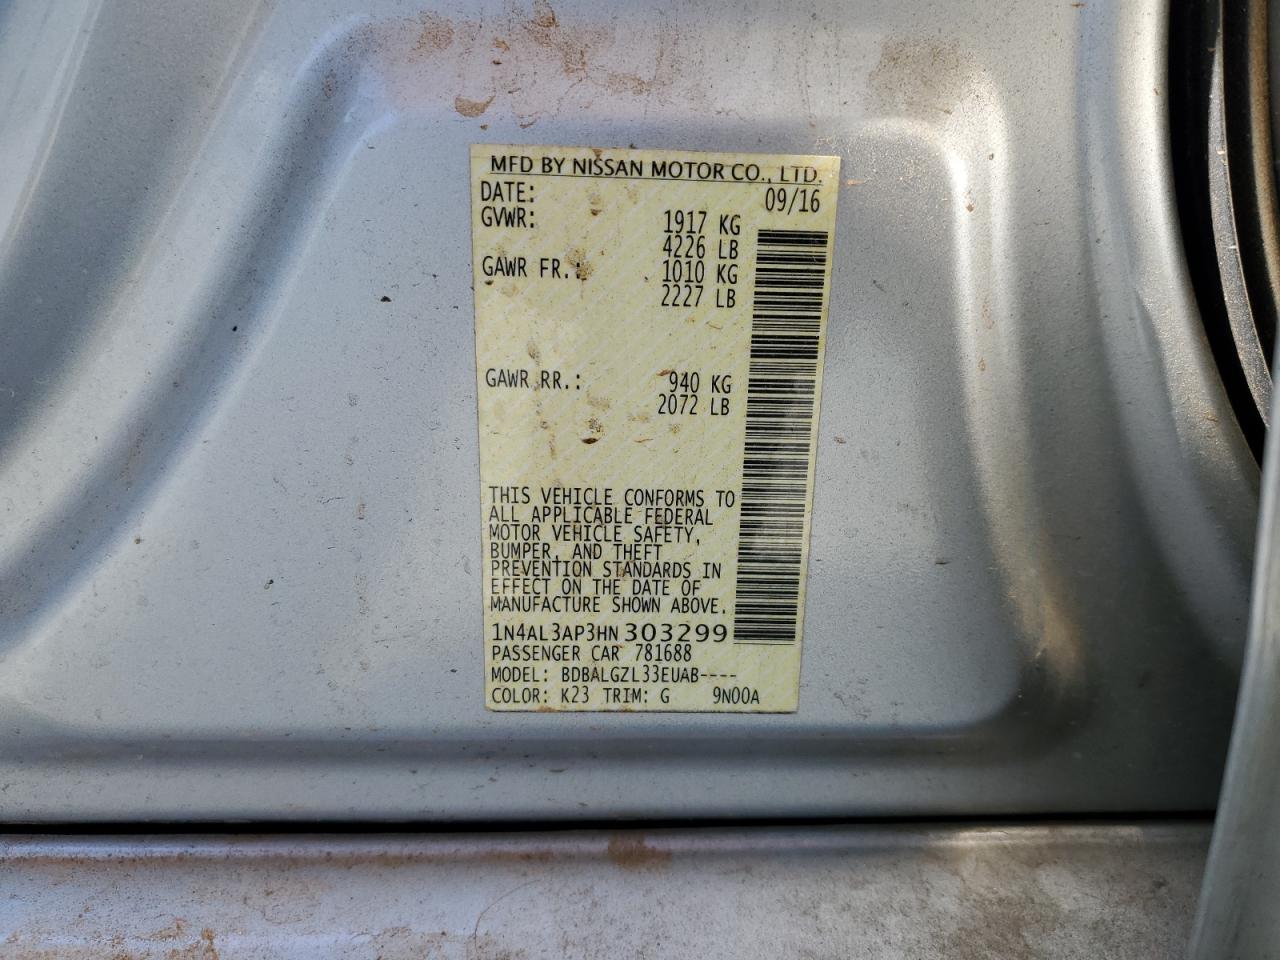 MFD BY NISSAN MOTOR CO., LTD.
DATE: 09/16
GVWR: 1917 KG
4226 LB
GAWR FR.: 1010 KG
2227 LB
GAWR RR.: 940 KG
2072 LB
THIS VEHICLE CONFORMS TO
ALL APPLICABLE FEDERAL
MOTOR VEHICLE SAFETY,
BUMPER, AND THEFT
PREVENTION STANDARDS IN
EFFECT ON THE DATE OF
MANUFACTURE SHOWN ABOVE.
1N4AL3AP3HN303299
PASSENGER CAR 781688
MODEL: BDBALGZL33EUAB----
COLOR: K23 TRIM: G 9N00A